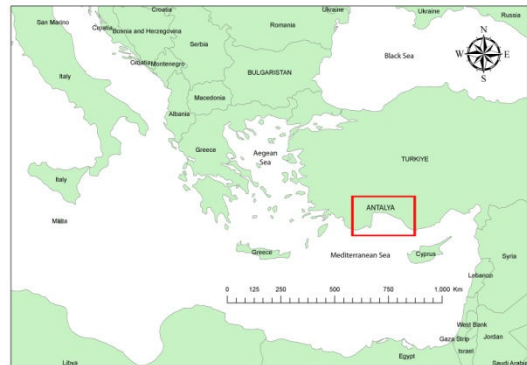 San Marino
Croatia
Ukraine
Ukraine
Russia
Romania
Croatia
Bosnia and Herzegovina
Serbia
N
W
E
S
Black Sea
Italy
Croatia
Montenegro
BULGARISTAN
Macedonia
Albania
Greece
Aegean
Sea
TURKIYE
Italy
ANTALYA
Malta
Greece
Mediterranean Sea
Cyprus
Syria
Lebanon
0
250
500
750
1.000 Km
West Bank
Gaza Strip
Jordan
Israel
Libya
Egypt
Saudi Arabia